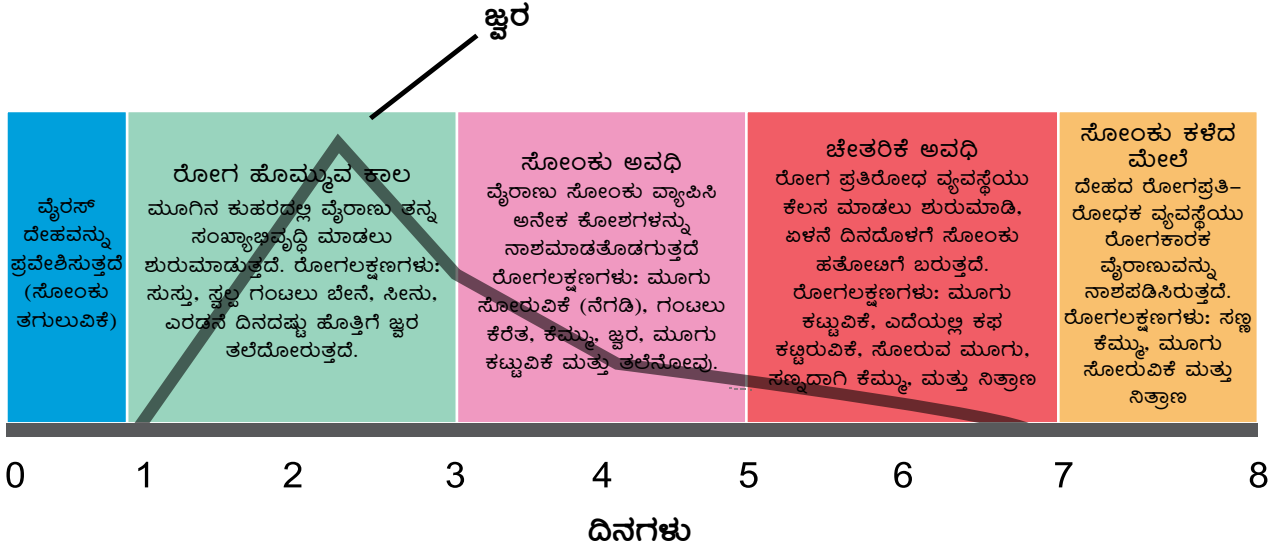 ಜ್ವರ
ವೈರಸ್
ದೇಹವನ್ನು
ಪ್ರವೇಶಿಸುತ್ತದೆ
(ಸೋಂಕು
ತಗುಲುವಿಕೆ)
ರೋಗ ಹೊಮ್ಮುವ ಕಾಲ
ಮೂಗಿನ ಕುಹರದಲ್ಲಿ ವೈರಾಣು ತನ್ನ
ಸಂಖ್ಯಾಭಿವೃದ್ಧಿ ಮಾಡಲು
ಶುರುಮಾಡುತ್ತದೆ. ರೋಗಲಕ್ಷಣಗಳು:
ಸುಸ್ತು, ಸ್ವಲ್ಪ ಗಂಟಲು ಬೇನೆ, ಸೀನು,
ಎರಡನೆ ದಿನದಷ್ಟು ಹೊತ್ತಿಗೆ ಜ್ವರ
ತಲೆದೋರುತ್ತದೆ.
ಸೋಂಕು ಅವಧಿ
ವೈರಾಣು ಸೋಂಕು ವ್ಯಾಪಿಸಿ
ಅನೇಕ ಕೋಶಗಳನ್ನು
ನಾಶಮಾಡತೊಡಗುತ್ತದೆ
ರೋಗಲಕ್ಷಣಗಳು: ಮೂಗು
ಸೋರುವಿಕೆ (ನೆಗಡಿ), ಗಂಟಲು
ಕೆರೆತ, ಕೆಮ್ಮು, ಜ್ವರ, ಮೂಗು
ಕಟ್ಟುವಿಕೆ ಮತ್ತು ತಲೆನೋವು.
ಚೇತರಿಕೆ ಅವಧಿ
ರೋಗ ಪ್ರತಿರೋಧ ವ್ಯವಸ್ಥೆಯು
ಕೆಲಸ ಮಾಡಲು ಶುರುಮಾಡಿ,
ಏಳನೆ ದಿನದೊಳಗೆ ಸೋಂಕು
ಹತೋಟಿಗೆ ಬರುತ್ತದೆ.
ರೋಗಲಕ್ಷಣಗಳು: ಮೂಗು
ಕಟ್ಟುವಿಕೆ, ಎದೆಯಲ್ಲಿ ಕಫ
ಕಟ್ಟಿರುವಿಕೆ, ಸೋರುವ ಮೂಗು,
ಸಣ್ನದಾಗಿ ಕೆಮ್ಮು, ಮತ್ತು ನಿತ್ರಾಣ
ಸೋಂಕು ಕಳೆದ
ಮೇಲೆ
ದೇಹದ ರೋಗಪ್ರತಿ–
ರೋಧಕ ವ್ಯವಸ್ಥೆಯು
ರೋಗಕಾರಕ
ವೈರಾಣುವನ್ನು
ನಾಶಪಡಿಸಿರುತ್ತದೆ.
ರೋಗಲಕ್ಷಣಗಳು: ಸಣ್ಣ
ಕೆಮ್ಮು, ಮೂಗು
ಸೋರುವಿಕೆ ಮತ್ತು
ನಿತ್ರಾಣ
0 1 2 3 4 5 6 7 8
ದಿನಗಳು